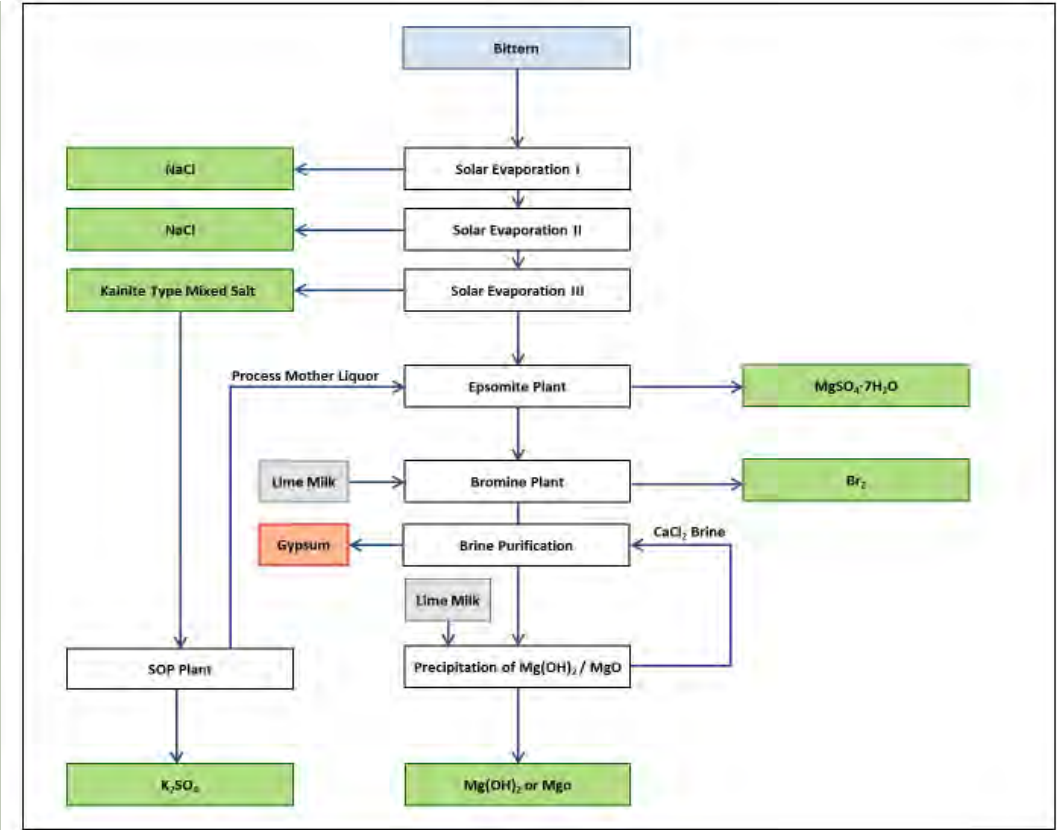 Bittern
NaCl
Solar Evaporation I
NaCl
Solar Evaporation II
Kainite Type Mixed Salt
Solar Evaporation III
Process Mother Liquor
Epsomite Plant
MgSO₄·7H₂O
Lime Milk
Bromine Plant
Br₂
CaCl₂ Brine
Gypsum
Brine Purification
Lime Milk
SOP Plant
Precipitation of Mg(OH)₂ / MgO
K₂SO₄
Mg(OH)₂ or Mgo